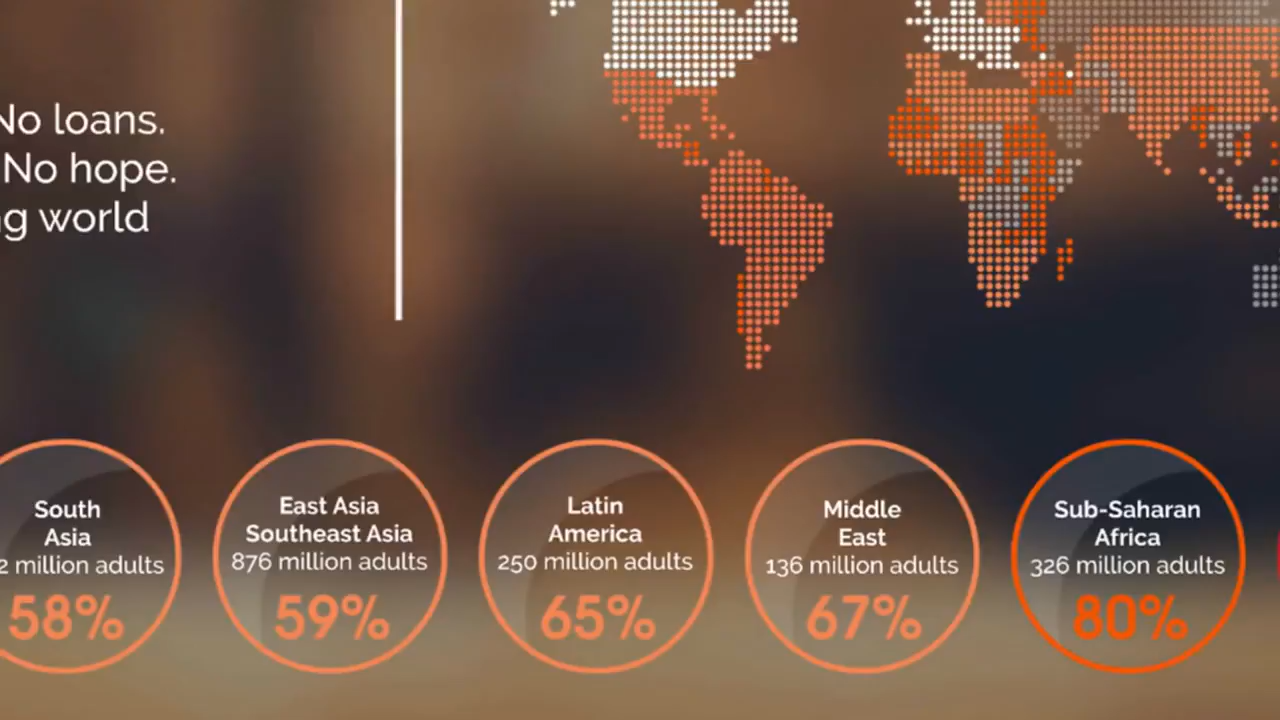 No loans.
No hope.
world
South
Asia
million adults
58%
East Asia
Southeast Asia
876 million adults
59%
Latin
America
250 million adults
65%
Middle
East
136 million adults
67%
Sub-Saharan
Africa
326 million adults
80%